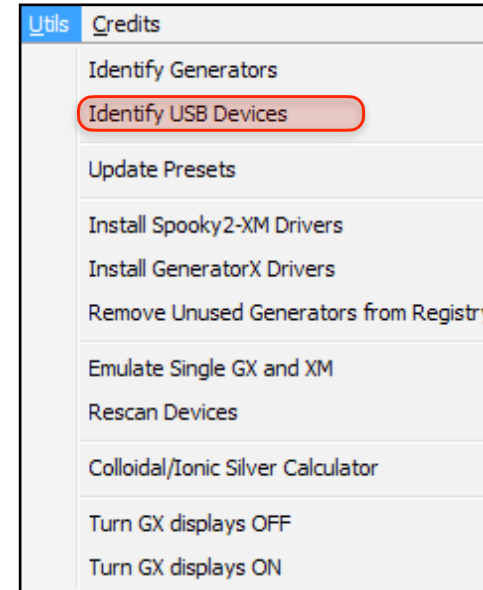 Utils Credits
Identify Generators
Identify USB Devices
Update Presets
Install Spooky2-XM Drivers
Install GeneratorX Drivers
Remove Unused Generators from Registry
Emulate Single GX and XM
Rescan Devices
Colloidal/Ionic Silver Calculator
Turn GX displays OFF
Turn GX displays ON